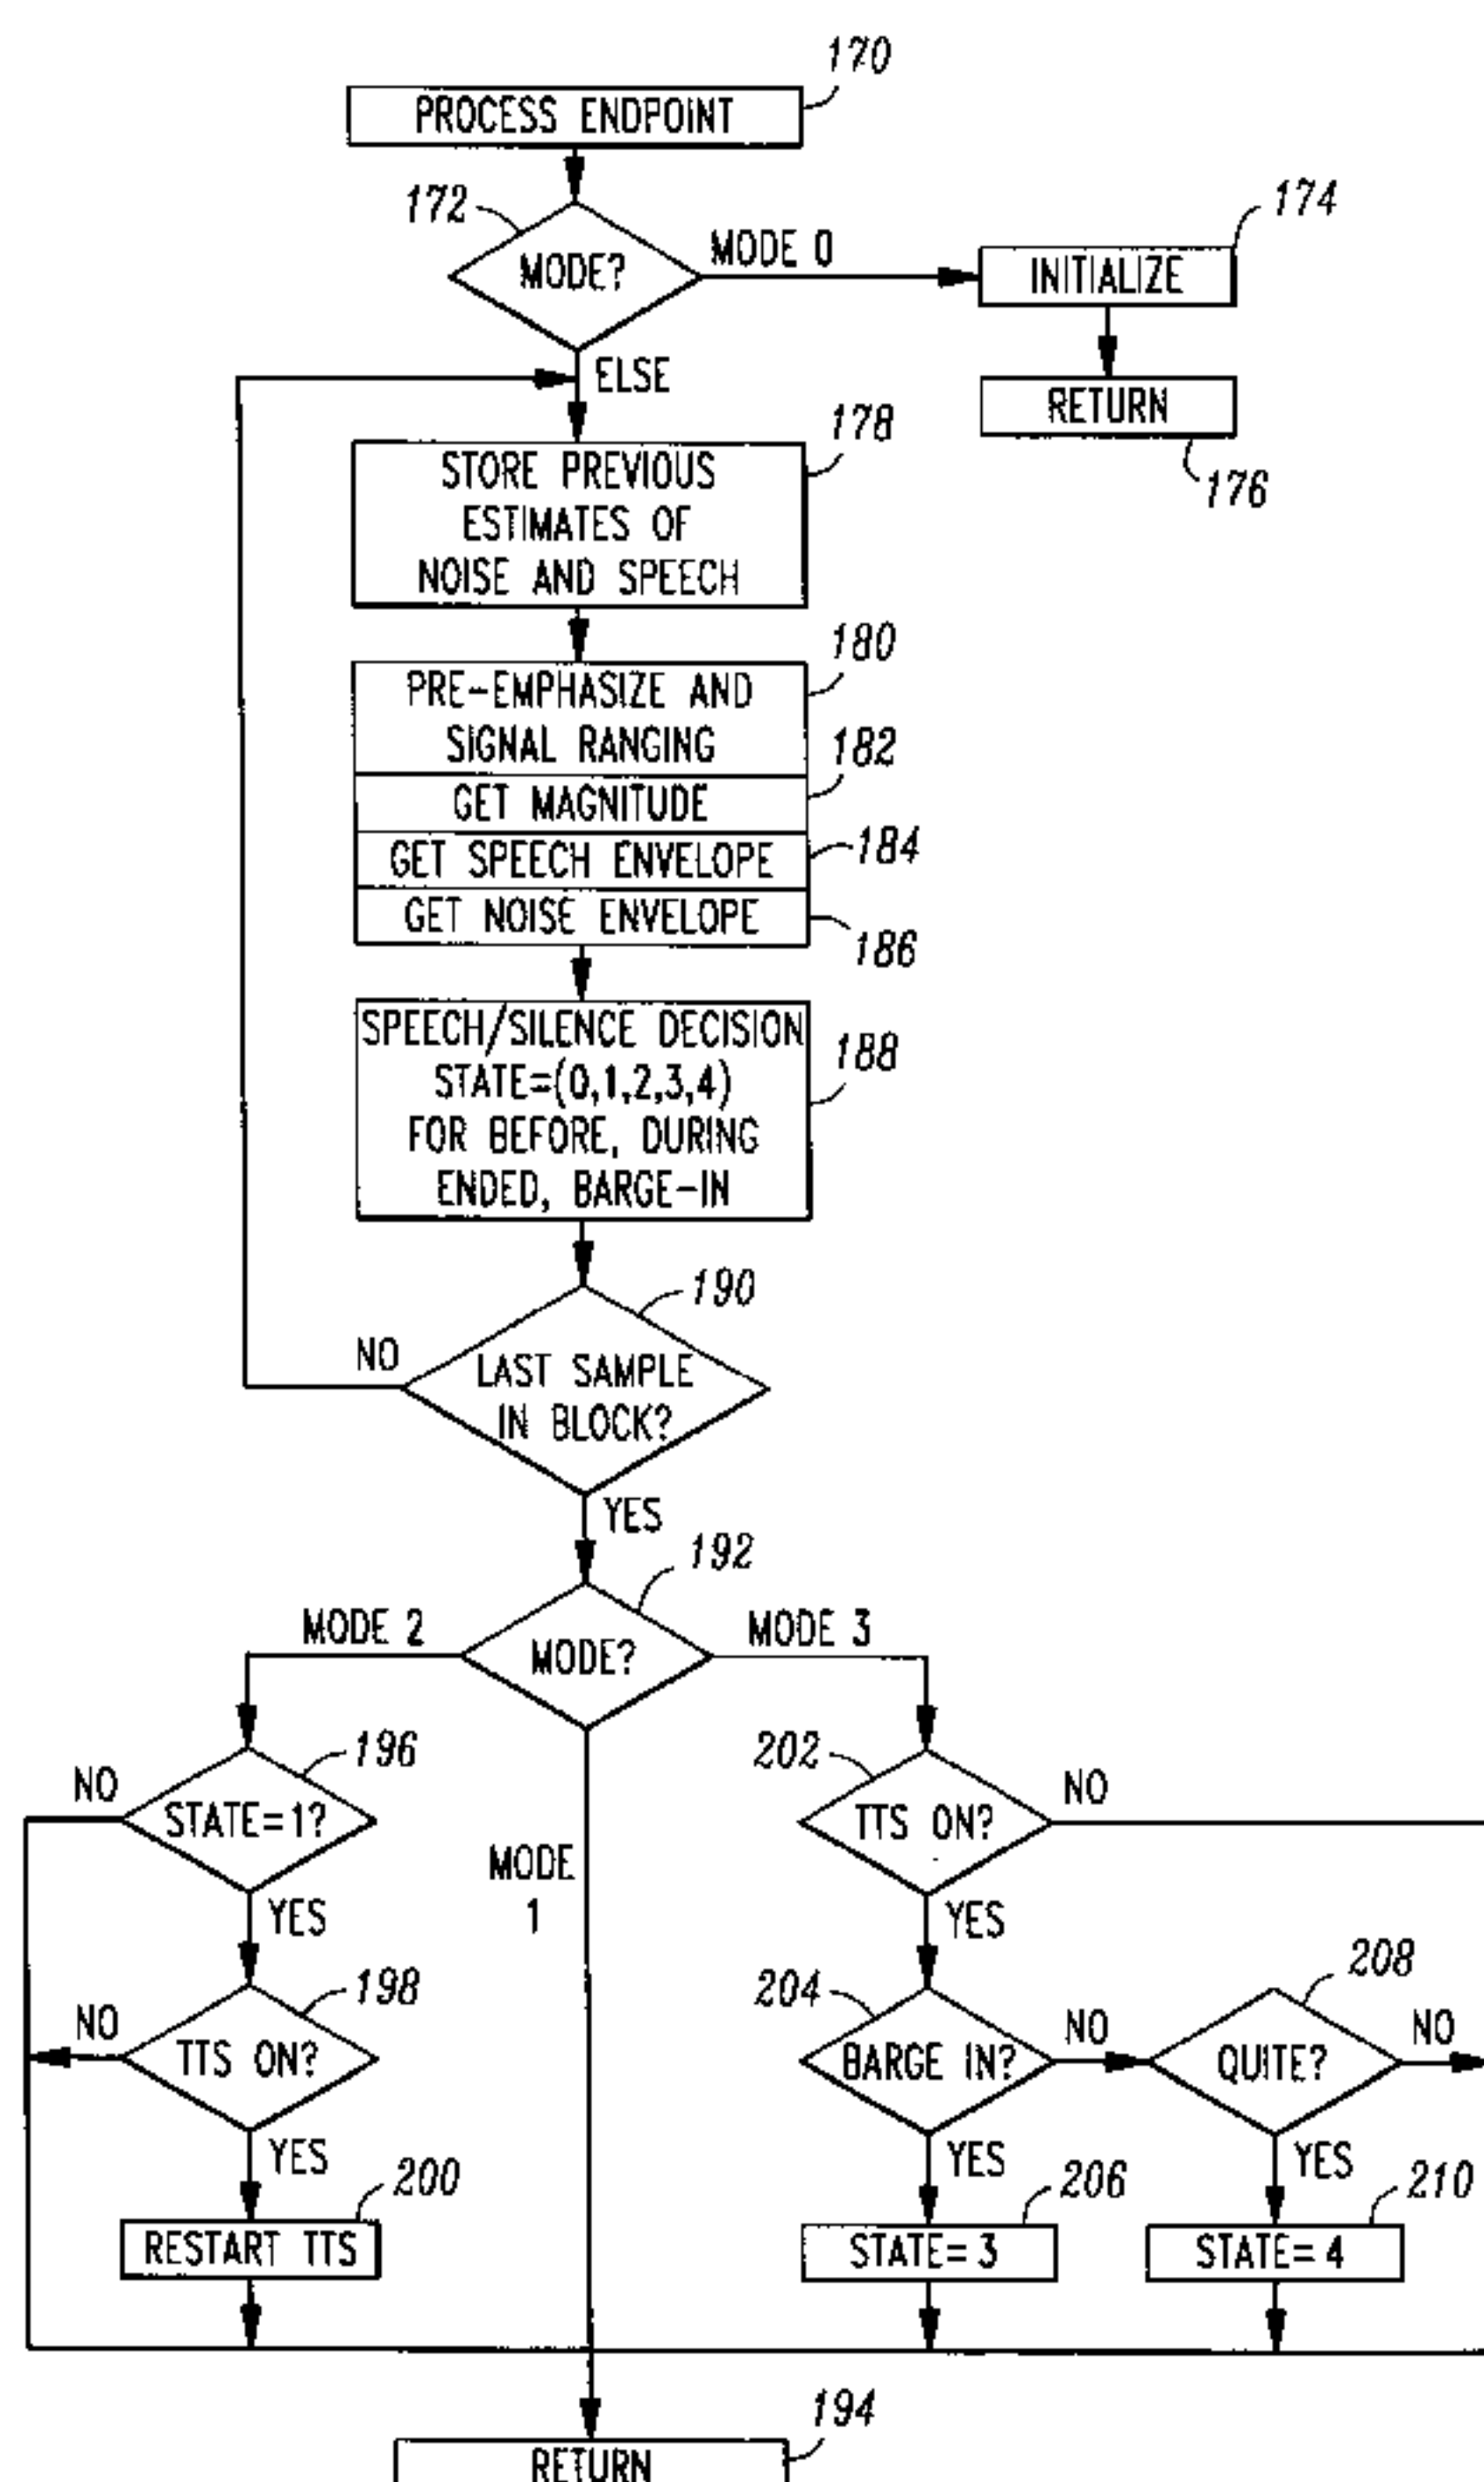 170
PROCESS ENDPOINT
172
MODE?
MODE 0
174
INITIALIZE
ELSE
RETURN
176
178
STORE PREVIOUS
ESTIMATES OF
NOISE AND SPEECH
180
PRE-EMPHASIZE AND
SIGNAL RANGING
182
GET MAGNITUDE
184
GET SPEECH ENVELOPE
GET NOISE ENVELOPE
186
SPEECH/SILENCE DECISION
STATE=(0,1,2,3,4)
FOR BEFORE, DURING
ENDED, BARGE-IN
188
190
NO
LAST SAMPLE
IN BLOCK?
YES
192
MODE 2
MODE?
MODE 3
196
NO
STATE=1?
YES
MODE
1
202
TTS ON?
NO
YES
198
NO
TTS ON?
YES
204
BARGE IN?
NO
208
QUITE?
NO
YES
YES
200
RESTART TTS
206
STATE=3
210
STATE=4
194
RETURN